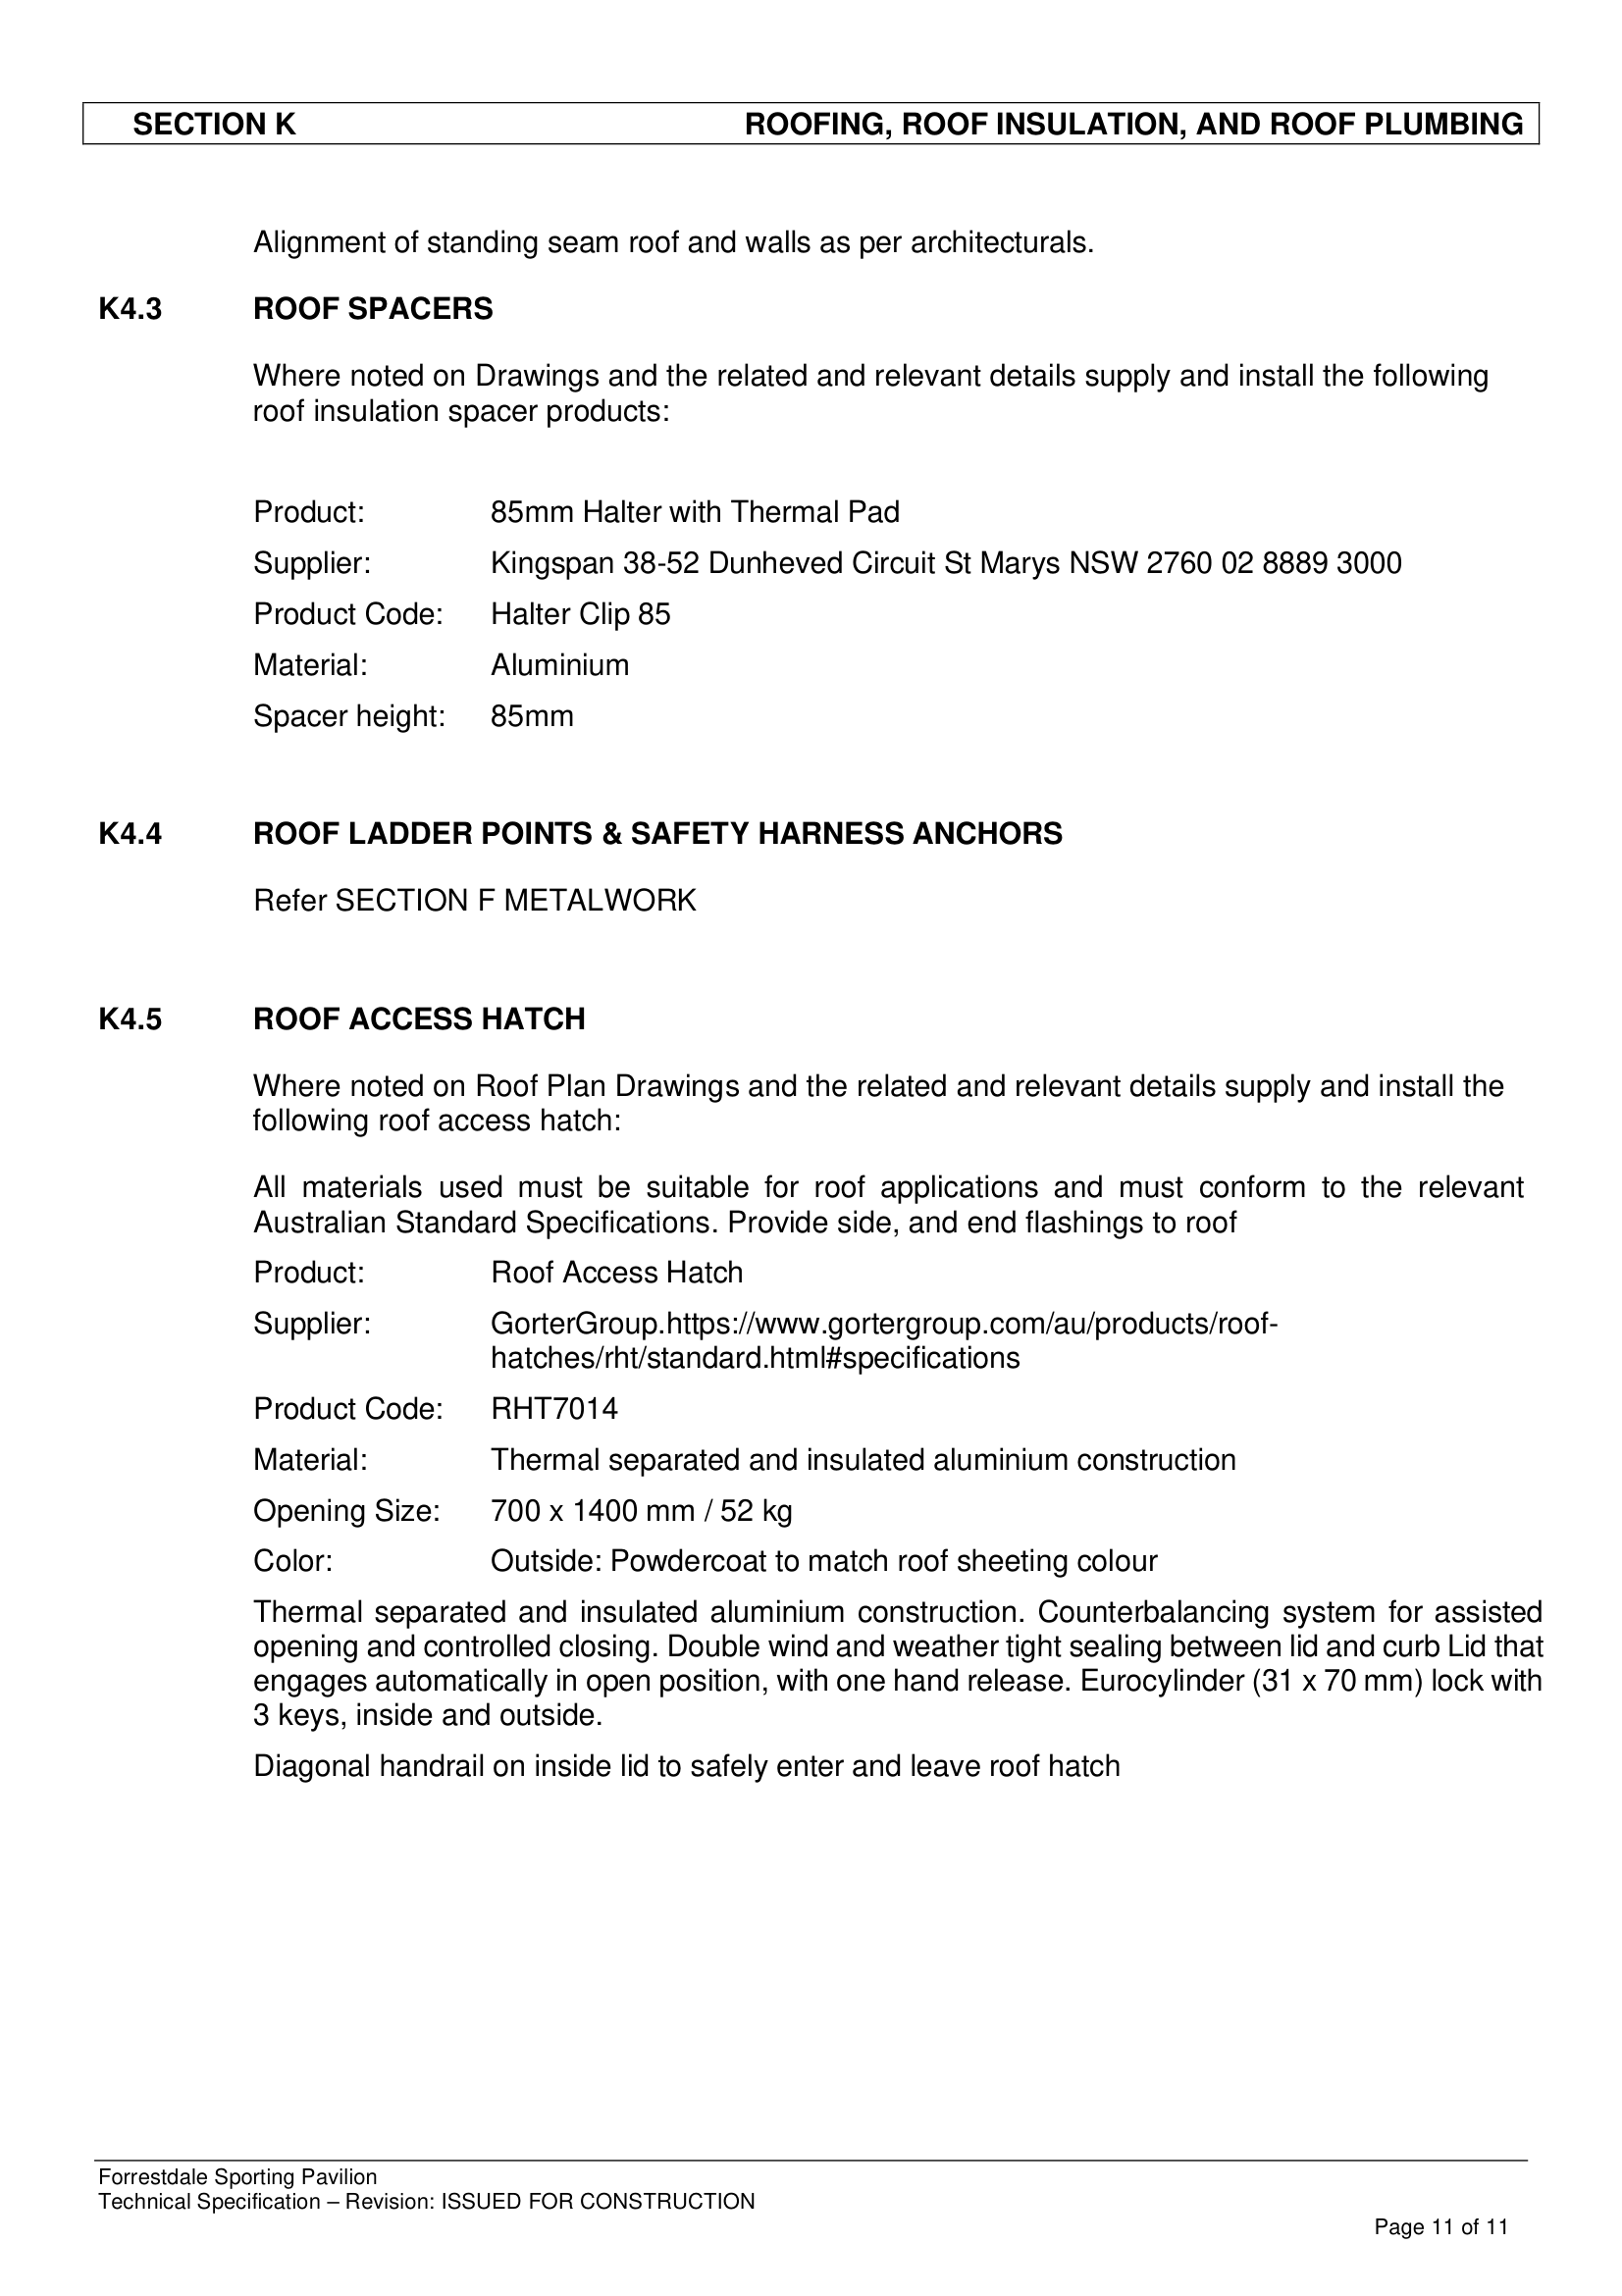 SECTION K ROOFING, ROOF INSULATION, AND ROOF PLUMBING
Alignment of standing seam roof and walls as per architecturals.
K4.3 ROOF SPACERS
Where noted on Drawings and the related and relevant details supply and install the following
roof insulation spacer products:
Product: 85mm Halter with Thermal Pad
Supplier: Kingspan 38-52 Dunheved Circuit St Marys NSW 2760 02 8889 3000
Product Code: Halter Clip 85
Material: Aluminium
Spacer height: 85mm
K4.4 ROOF LADDER POINTS & SAFETY HARNESS ANCHORS
Refer SECTION F METALWORK
K4.5 ROOF ACCESS HATCH
Where noted on Roof Plan Drawings and the related and relevant details supply and install the
following roof access hatch:
All materials used must be suitable for roof applications and must conform to the relevant
Australian Standard Specifications. Provide side, and end flashings to roof
Product: Roof Access Hatch
Supplier: GorterGroup.https://www.gortergroup.com/au/products/roof-
hatches/rht/standard.html#specifications
Product Code: RHT7014
Material: Thermal separated and insulated aluminium construction
Opening Size: 700 x 1400 mm / 52 kg
Color: Outside: Powdercoat to match roof sheeting colour
Thermal separated and insulated aluminium construction. Counterbalancing system for assisted
opening and controlled closing. Double wind and weather tight sealing between lid and curb Lid that
engages automatically in open position, with one hand release. Eurocylinder (31 x 70 mm) lock with
3 keys, inside and outside.
Diagonal handrail on inside lid to safely enter and leave roof hatch
Forrestdale Sporting Pavilion
Technical Specification – Revision: ISSUED FOR CONSTRUCTION
Page 11 of 11